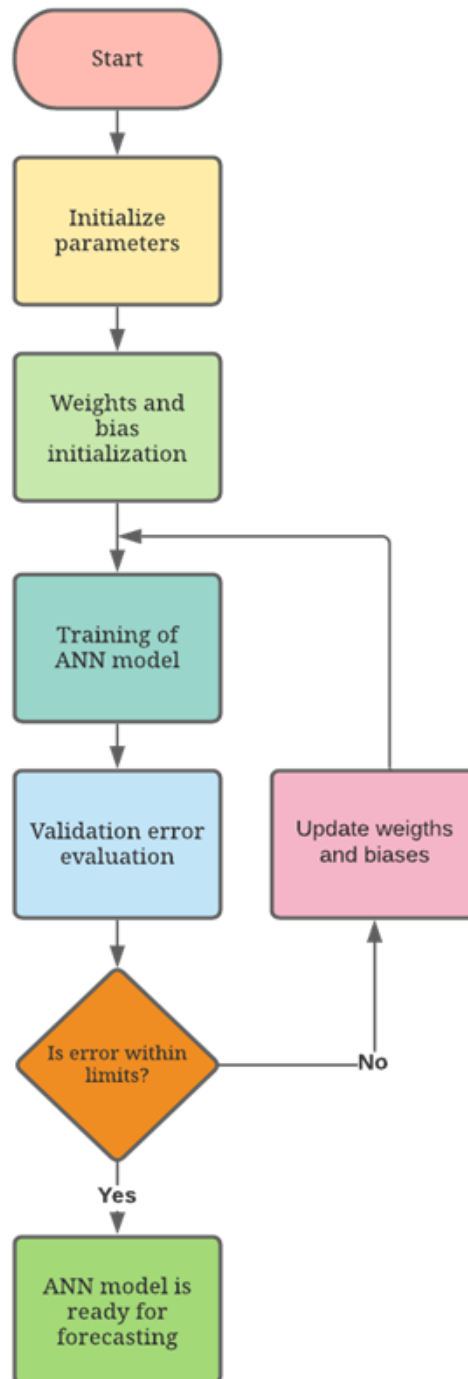 Start
Initialize
parameters
Weights and
bias
initialization
Training of
ANN model
Validation error
evaluation
Update weigths
and biases
Is error within
limits?
No
Yes
ANN model is
ready for
forecasting